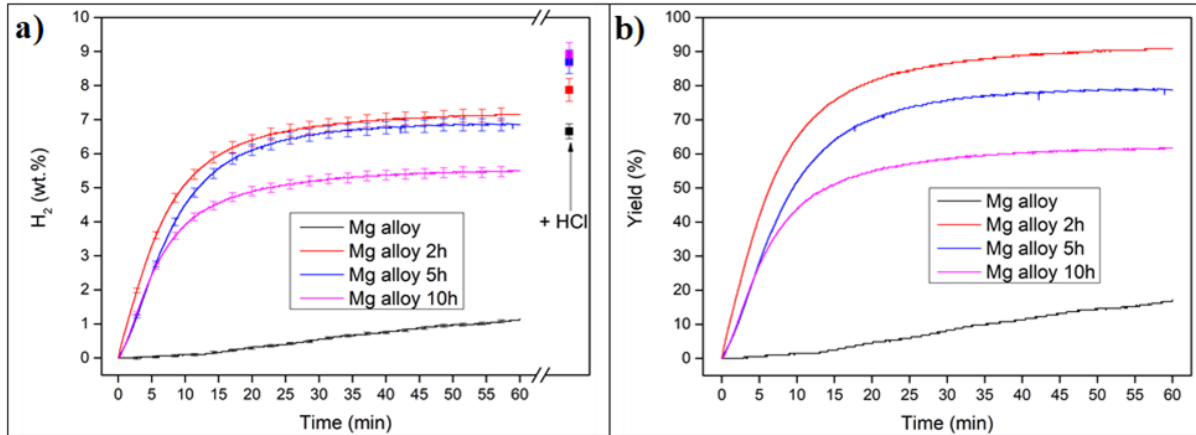 a)
H2 (wt.%)
10
9
8
7
6
5
4
3
2
1
0
+ HCl
Mg alloy
Mg alloy 2h
Mg alloy 5h
Mg alloy 10h
0 5 10 15 20 25 30 35 40 45 50 55 60
Time (min)
b)
Yield (%)
100
90
80
70
60
50
40
30
20
10
0
Mg alloy
Mg alloy 2h
Mg alloy 5h
Mg alloy 10h
0 5 10 15 20 25 30 35 40 45 50 55 60
Time (min)